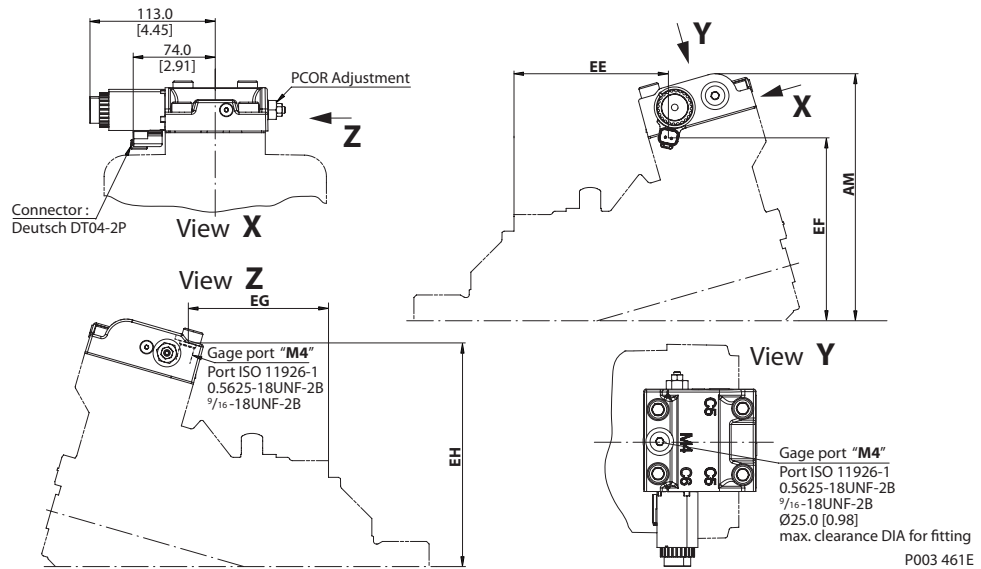 113.0
[4.45]
74.0
[2.91]
PCOR Adjustment
Z
Connector :
Deutsch DT04-2P
View X
Y
EE
X
AM
EF
View Z
EG
Gage port "M4"
Port ISO 11926-1
0.5625-18UNF-2B
9/16-18UNF-2B
EH
View Y
C5
M4
C6 C5
Gage port "M4"
Port ISO 11926-1
0.5625-18UNF-2B
9/16-18UNF-2B
Ø25.0 [0.98]
max. clearance DIA for fitting
P003 461E